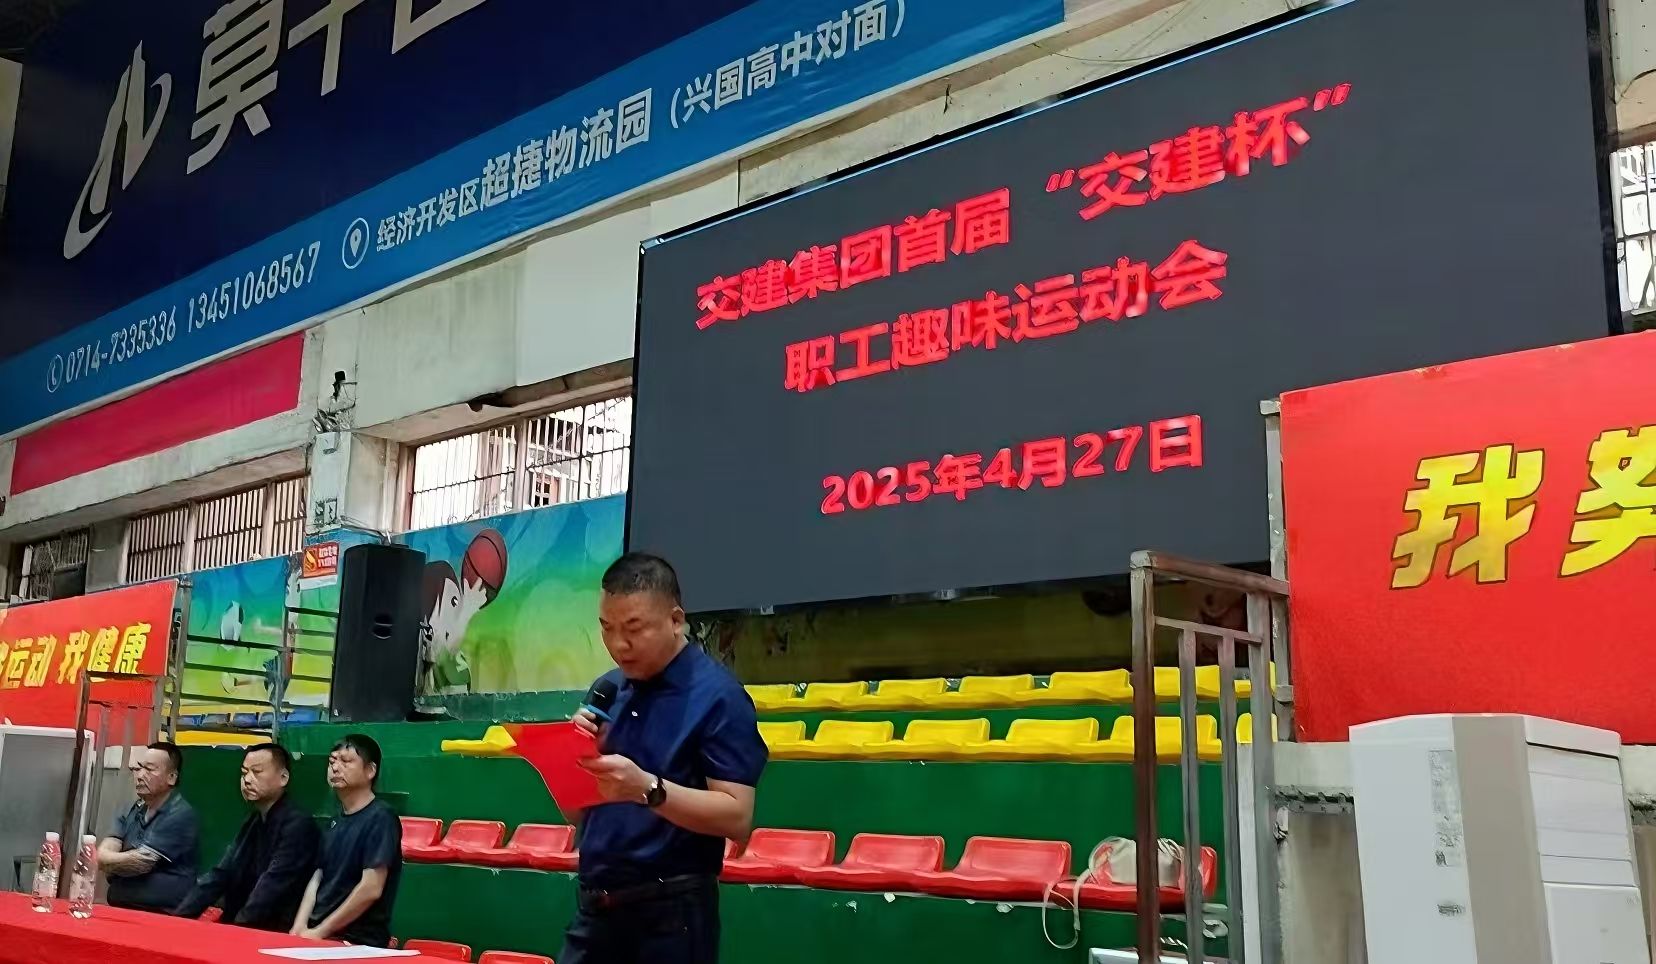 经济开发区超捷物流园（兴国高中对面）
0714-7335336 13451068567
交建集团首届“交建杯”
职工趣味运动会
2025年4月27日
运动 我健康
我